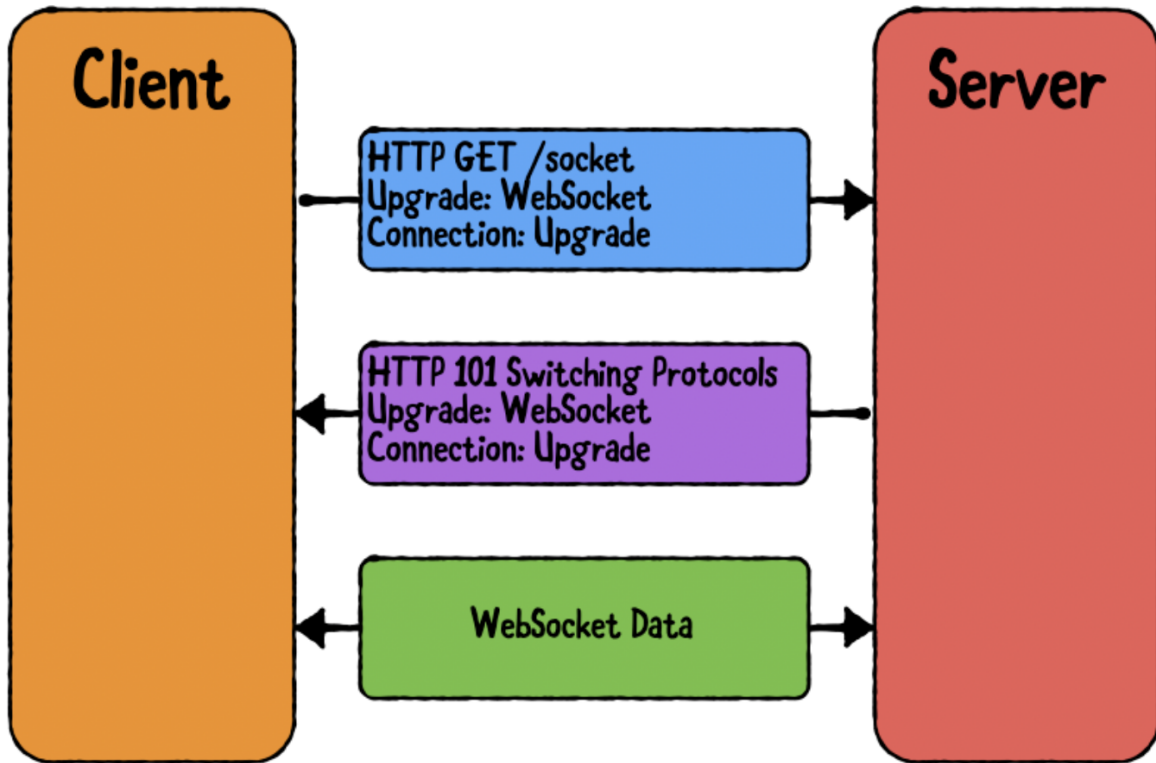 Client
Server
HTTP GET /socket
Upgrade: WebSocket
Connection: Upgrade
HTTP 101 Switching Protocols
Upgrade: WebSocket
Connection: Upgrade
WebSocket Data